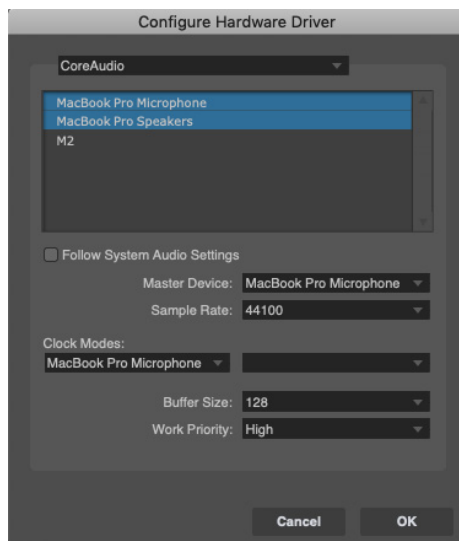 Configure Hardware Driver
CoreAudio
MacBook Pro Microphone
MacBook Pro Speakers
M2
Follow System Audio Settings
Master Device: MacBook Pro Microphone
Sample Rate: 44100
Clock Modes:
MacBook Pro Microphone
Buffer Size: 128
Work Priority: High
Cancel OK